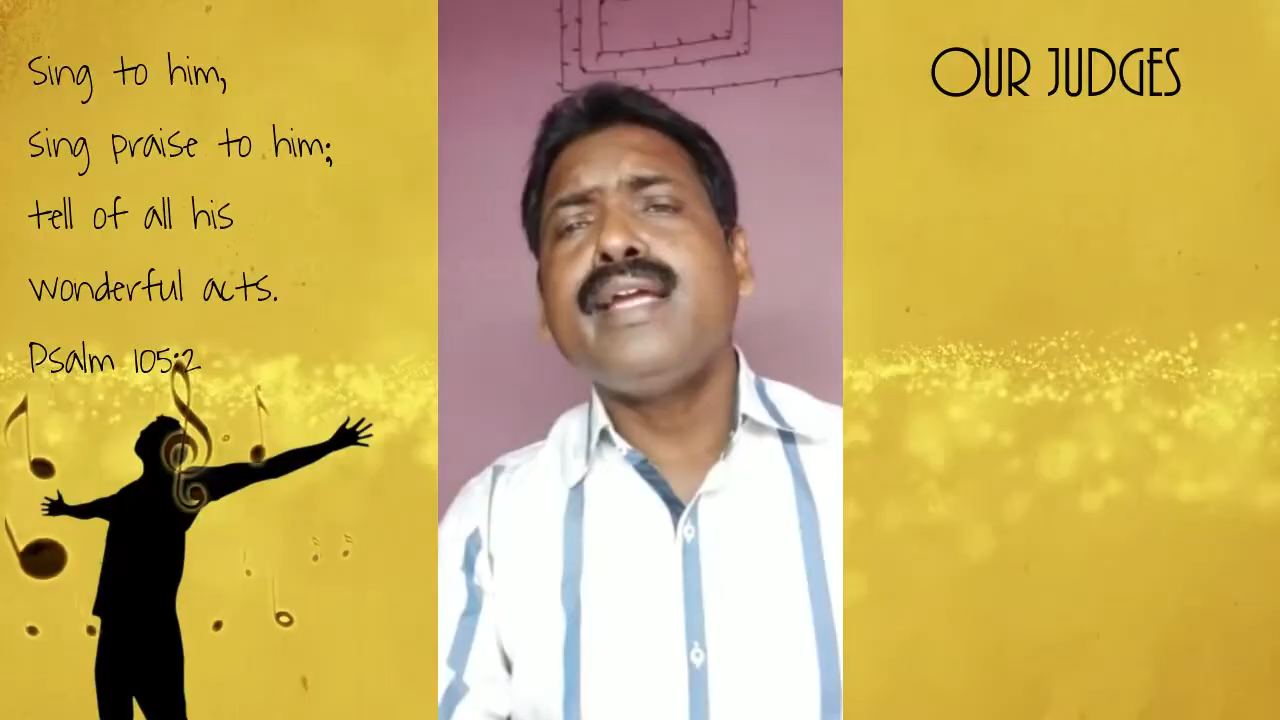 Sing to him,
sing praise to him;
tell of all his
wonderful acts.
Psalm 105:2
OUR JUDGES